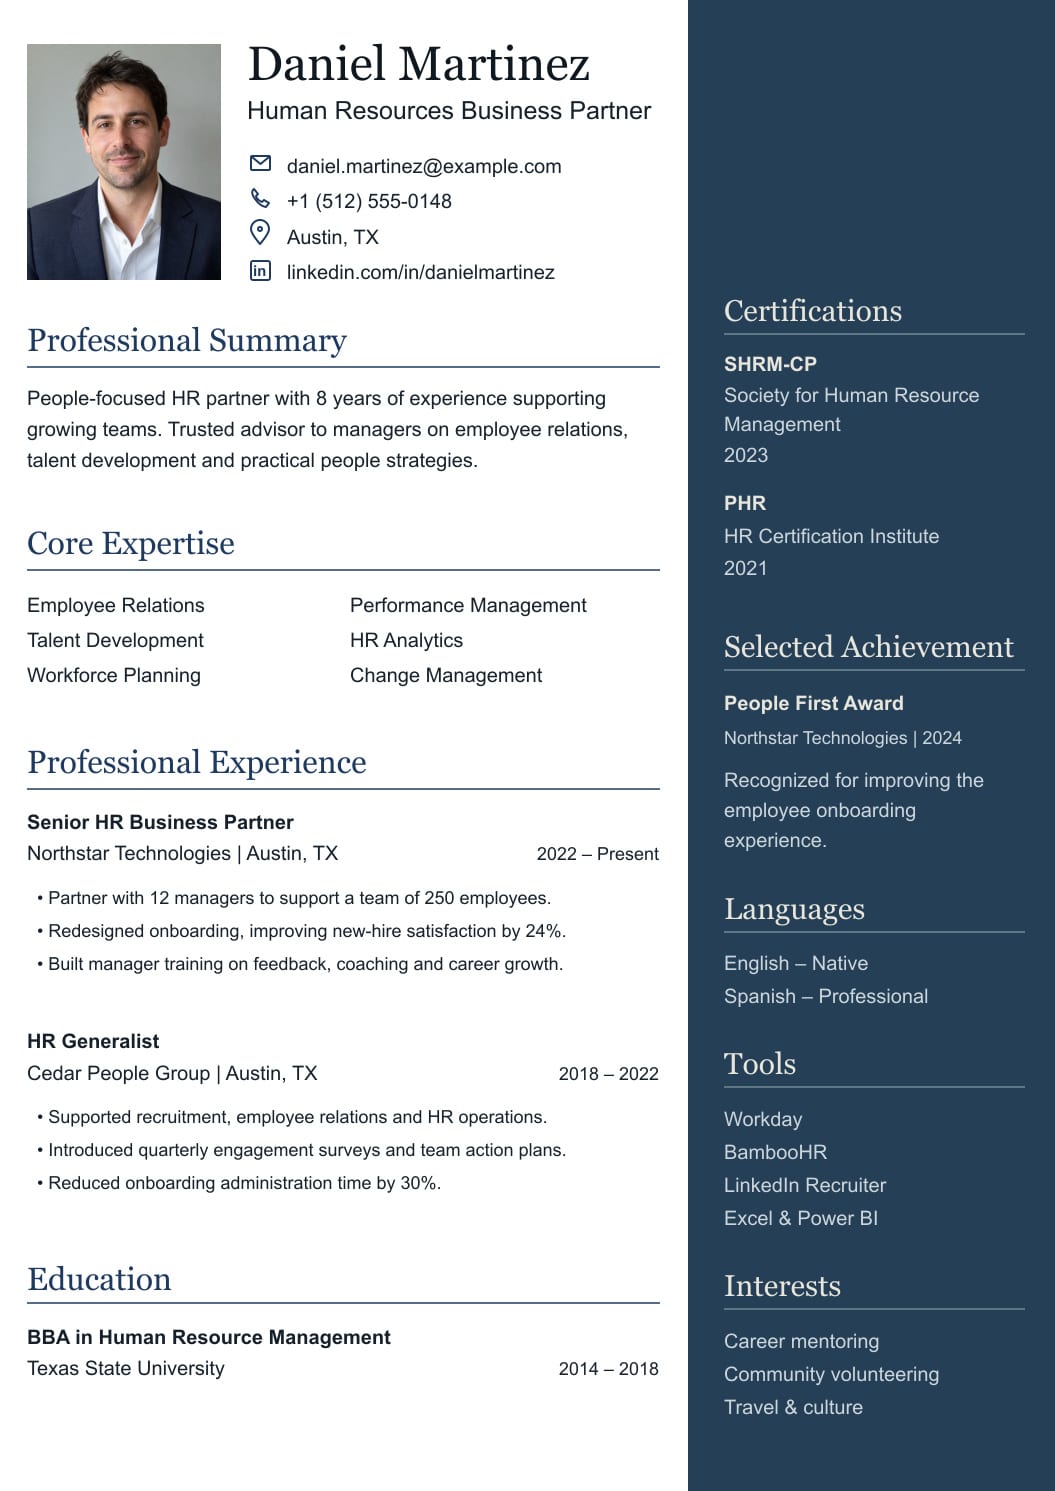 Daniel Martinez
Human Resources Business Partner
daniel.martinez@example.com
+1 (512) 555-0148
Austin, TX
in linkedin.com/in/danielmartinez
Professional Summary
People-focused HR partner with 8 years of experience supporting
growing teams. Trusted advisor to managers on employee relations,
talent development and practical people strategies.
Core Expertise
Employee Relations
Talent Development
Workforce Planning
Performance Management
HR Analytics
Change Management
Professional Experience
Senior HR Business Partner
Northstar Technologies | Austin, TX 2022 – Present
• Partner with 12 managers to support a team of 250 employees.
• Redesigned onboarding, improving new-hire satisfaction by 24%.
• Built manager training on feedback, coaching and career growth.
HR Generalist
Cedar People Group | Austin, TX 2018 – 2022
• Supported recruitment, employee relations and HR operations.
• Introduced quarterly engagement surveys and team action plans.
• Reduced onboarding administration time by 30%.
Education
BBA in Human Resource Management
Texas State University 2014 – 2018
Certifications
SHRM-CP
Society for Human Resource
Management
2023
PHR
HR Certification Institute
2021
Selected Achievement
People First Award
Northstar Technologies | 2024
Recognized for improving the
employee onboarding
experience.
Languages
English – Native
Spanish – Professional
Tools
Workday
BambooHR
LinkedIn Recruiter
Excel & Power BI
Interests
Career mentoring
Community volunteering
Travel & culture